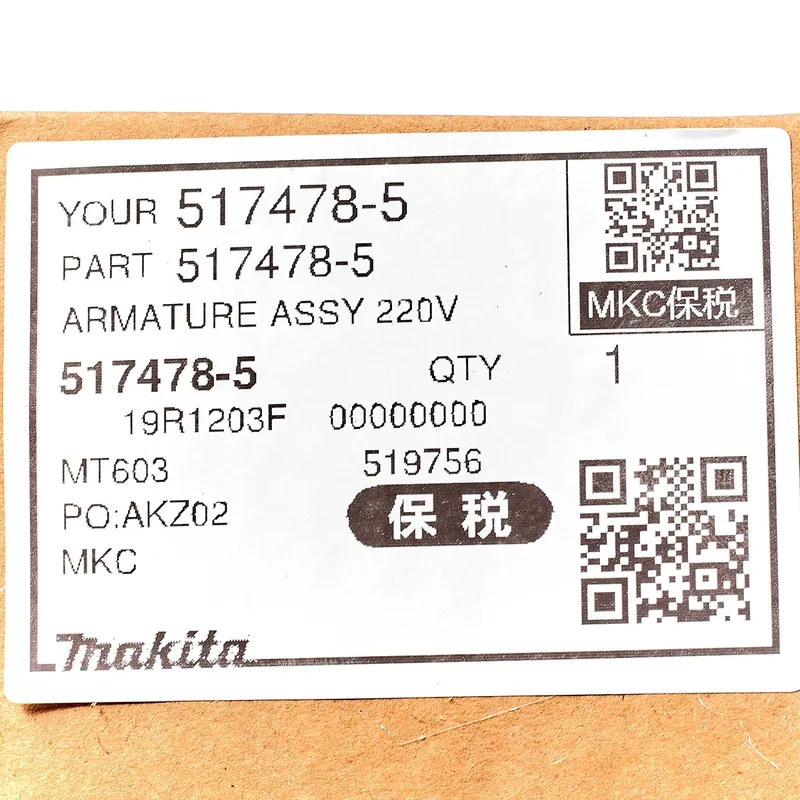 YOUR 517478-5
PART 517478-5
ARMATURE ASSY 220V
MKC保税
517478-5 QTY 1
19R1203F 00000000
MT603 519756
PO:AKZ02 保税
MKC
makita